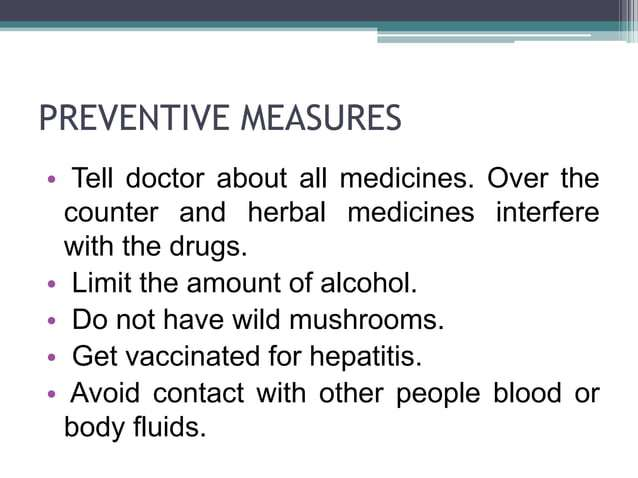 PREVENTIVE MEASURES
• Tell doctor about all medicines. Over the
counter and herbal medicines interfere
with the drugs.
• Limit the amount of alcohol.
• Do not have wild mushrooms.
• Get vaccinated for hepatitis.
• Avoid contact with other people blood or
body fluids.